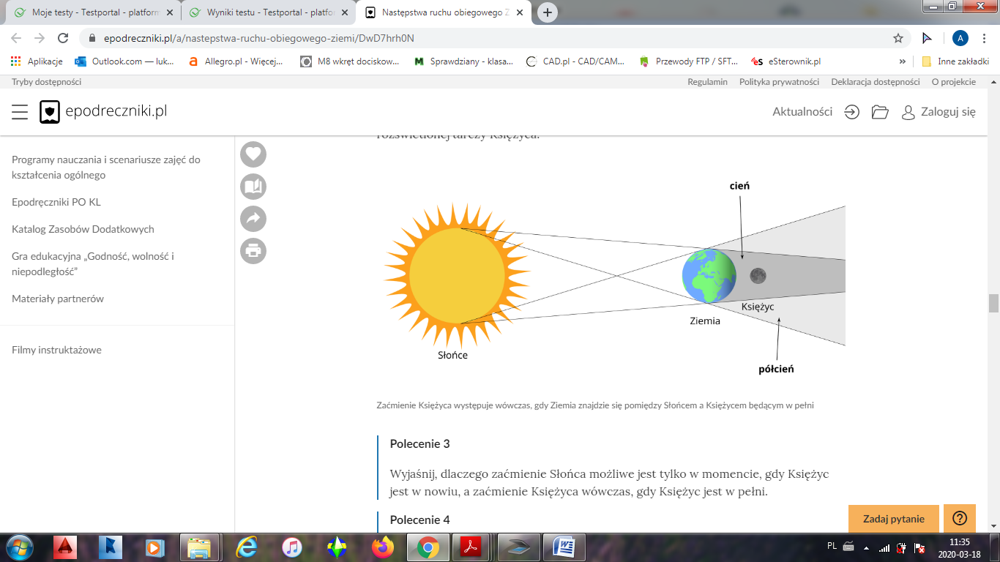 Moje testy - Testportal - platform
Wyniki testu - Testportal - platfo
Następstwa ruchu obiegowego Z
epodreczniki.pl/a/nastepstwa-ruchu-obiegowego-ziemi/DwD7hrh0N
A
Aplikacje
Outlook.com — luk...
Allegro.pl - Więcej...
M8 wkręt dociskow...
Sprawdziany - klasa...
CAD.pl - CAD/CAM...
Przewody FTP / SFT...
eSterownik.pl
»
Inne zakładki
Tryby dostępności
Regulamin
Polityka prywatności
Deklaracja dostępności
O projekcie
epodreczniki.pl
Aktualności
Zaloguj się
rozświetlonej tarczy Księżyca.
Programy nauczania i scenariusze zajęć do
kształcenia ogólnego
Epodręczniki PO KL
Katalog Zasobów Dodatkowych
Gra edukacyjna „Godność, wolność i
niepodległość”
Materiały partnerów
Filmy instruktażowe
cień
Księżyc
Ziemia
Słońce
półcień
Zaćmienie Księżyca występuje wówczas, gdy Ziemia znajdzie się pomiędzy Słońcem a Księżycem będącym w pełni
Polecenie 3
Wyjaśnij, dlaczego zaćmienie Słońca możliwe jest tylko w momencie, gdy Księżyc
jest w nowiu, a zaćmienie Księżyca wówczas, gdy Księżyc jest w pełni.
Polecenie 4
Zadaj pytanie
PL
11:35
2020-03-18